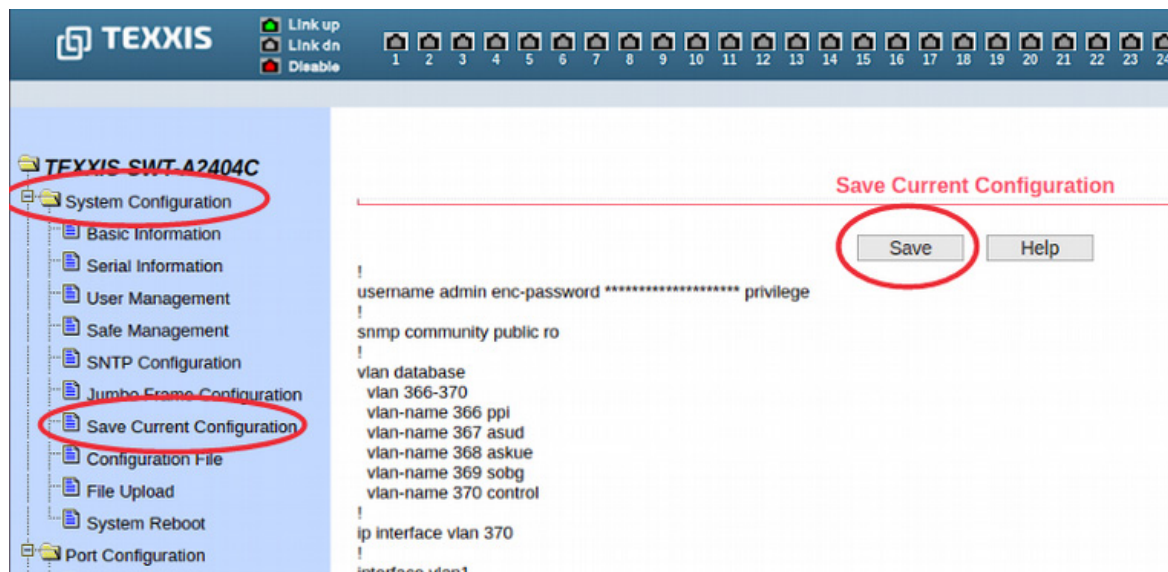 TEXXIS
Link up
Link dn
Disable
1 2 3 4 5 6 7 8 9 10 11 12 13 14 15 16 17 18 19 20 21 22 23 24
TEXXIS-SWT-A2404C
System Configuration
Basic Information
Serial Information
User Management
Safe Management
SNTP Configuration
Jumbo Frame Configuration
Save Current Configuration
Configuration File
File Upload
System Reboot
Port Configuration
Save Current Configuration
Save Help
!
username admin enc-password ******************** privilege
!
snmp community public ro
!
vlan database
vlan 366-370
vlan-name 366 ppi
vlan-name 367 asud
vlan-name 368 askue
vlan-name 369 sobg
vlan-name 370 control
!
ip interface vlan 370
!
interface vlan1